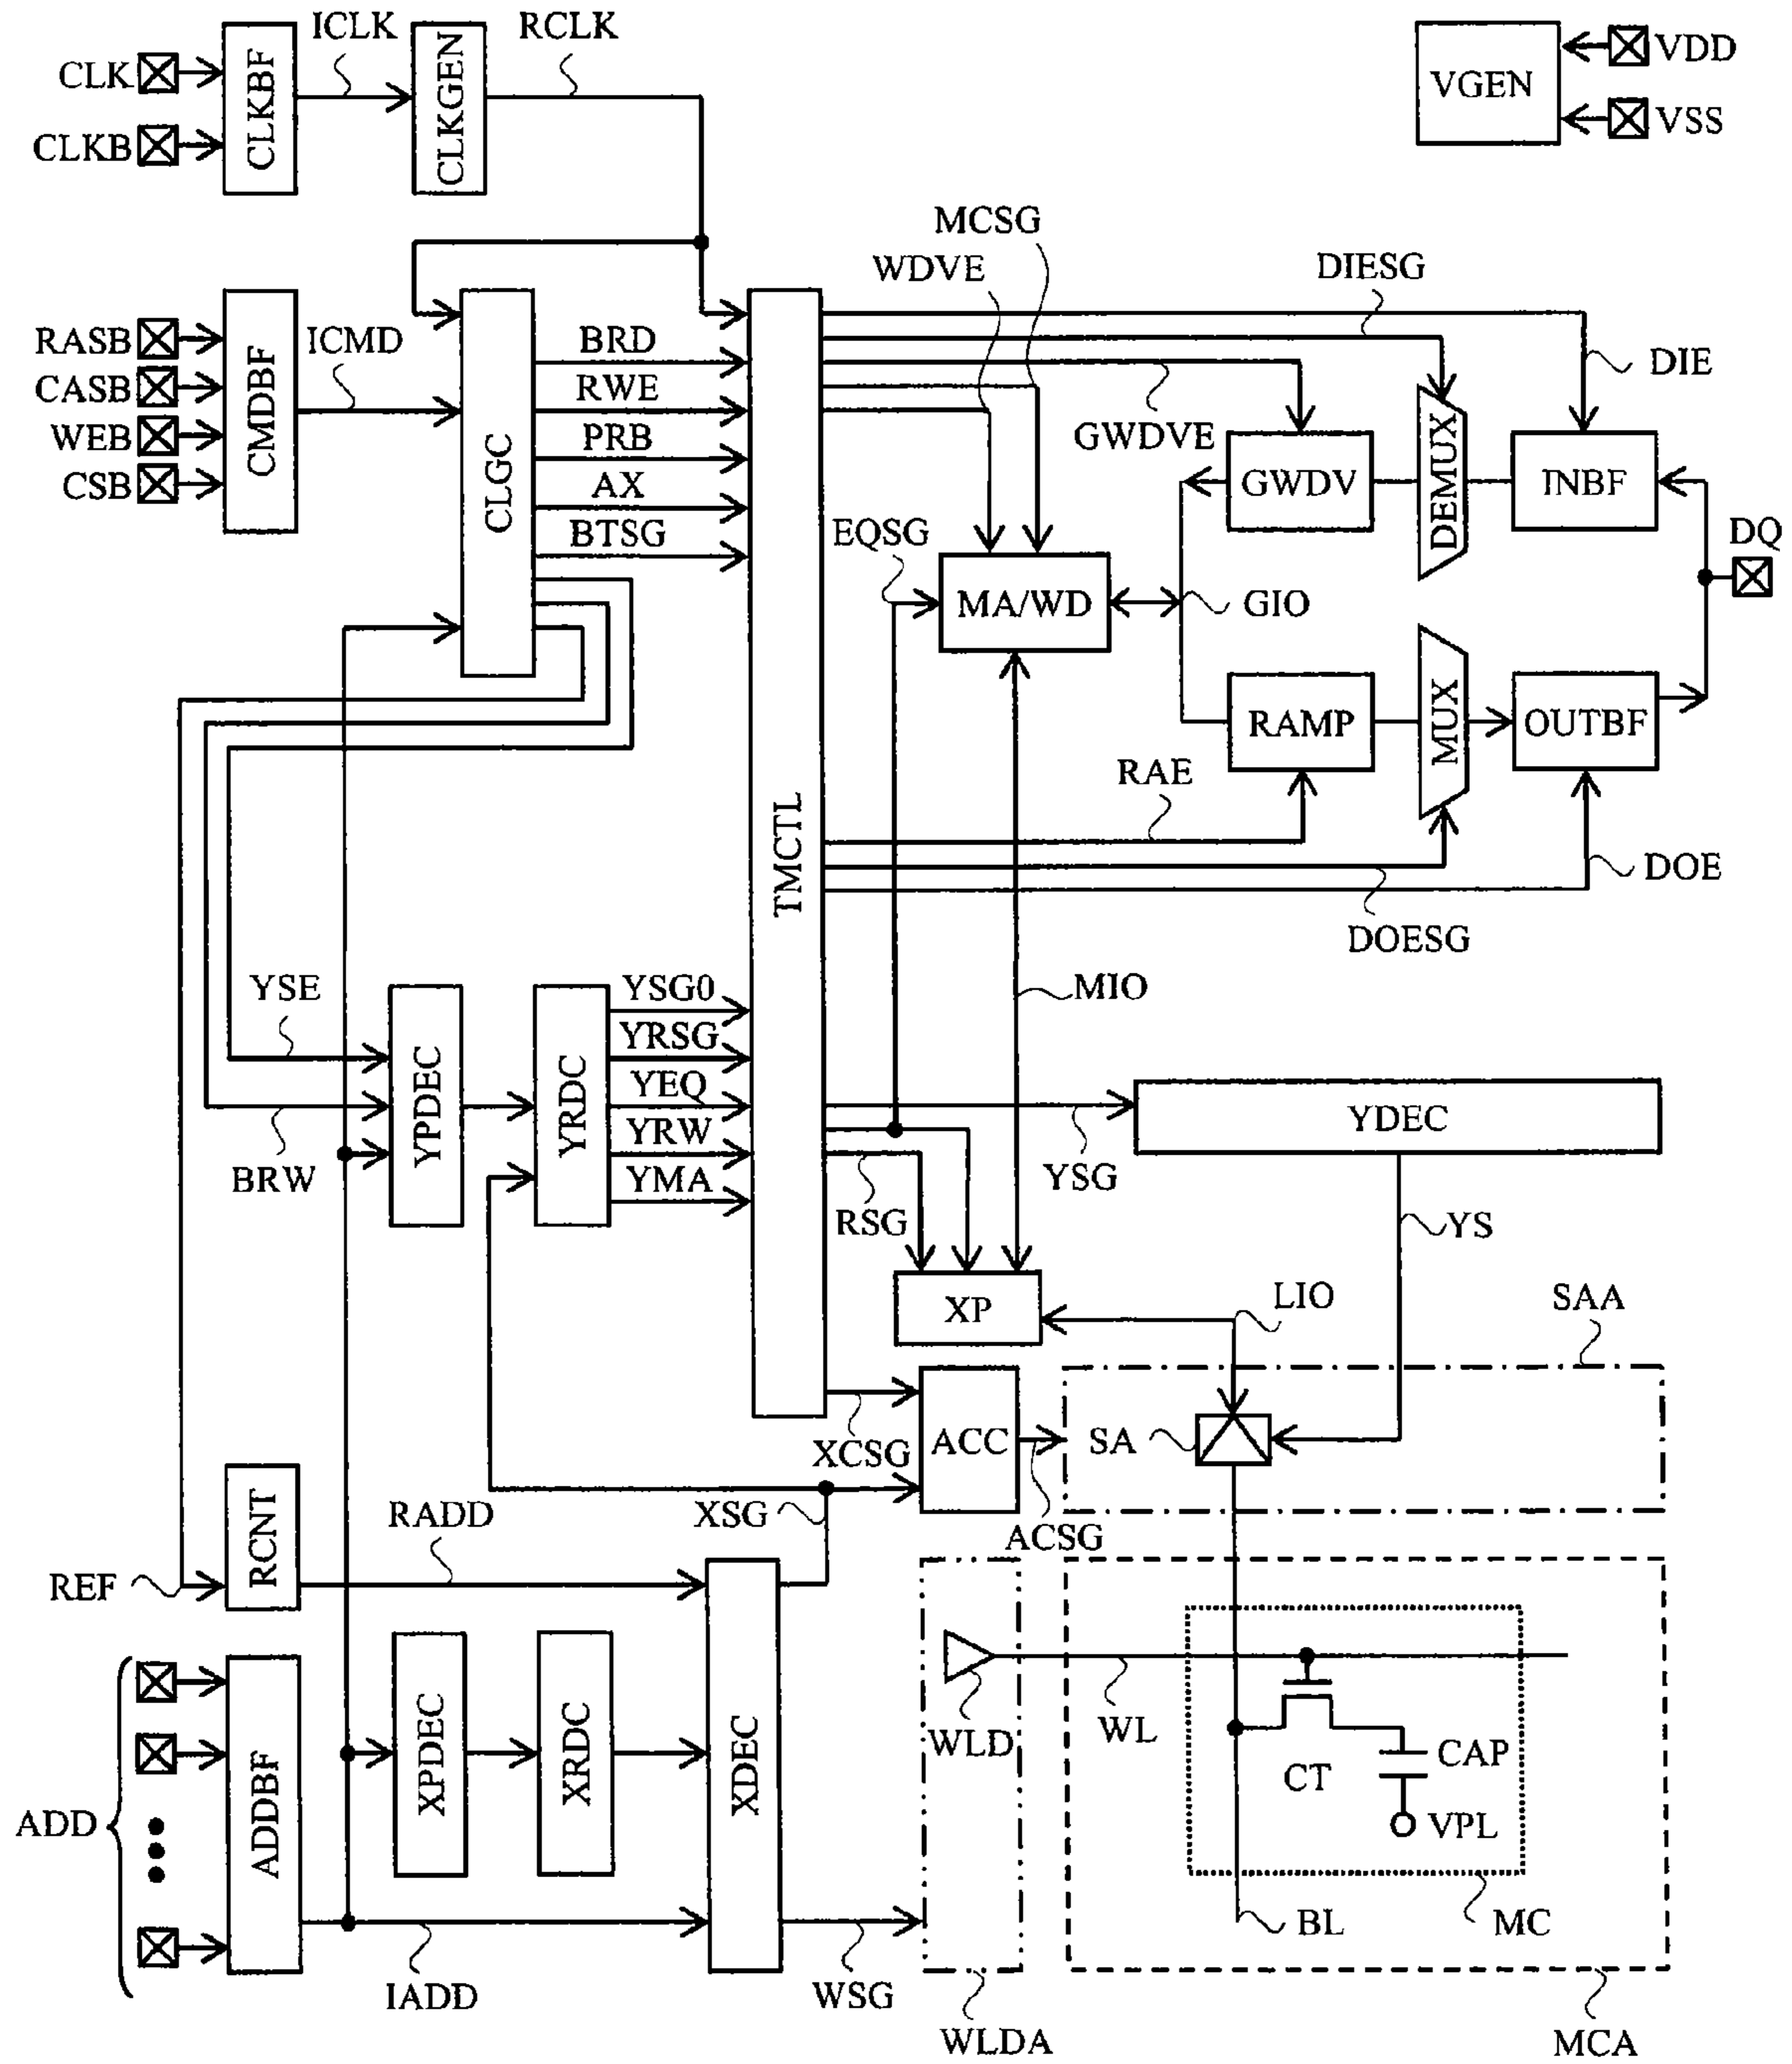 ICLK
RCLK
CLK
CLKB
CLKBF
CLKGEN
VGEN
VDD
VSS
MCSG
WDVE
DIESG
RASB
CASB
WEB
CSB
CMDBF
ICMD
CLGC
BRD
RWE
PRB
AX
BTSG
DIE
GWDVE
GWDV
DEMUX
INBF
DQ
EQSG
MA/WD
GIO
RAMP
MUX
OUTBF
RAE
TMCTL
DOE
DOESG
YSE
YPDEC
YRDC
YSG0
YRSG
YEQ
YRW
YMA
MIO
BRW
RSG
YSG
YDEC
YS
XP
LIO
SAA
ACC
SA
XCSG
XSG
ACSG
RCNT
RADD
REF
WLD
WL
CT
CAP
VPL
ADD
ADDBF
XPDEC
XRDC
XDEC
BL
MC
IADD
WSG
WLDA
MCA